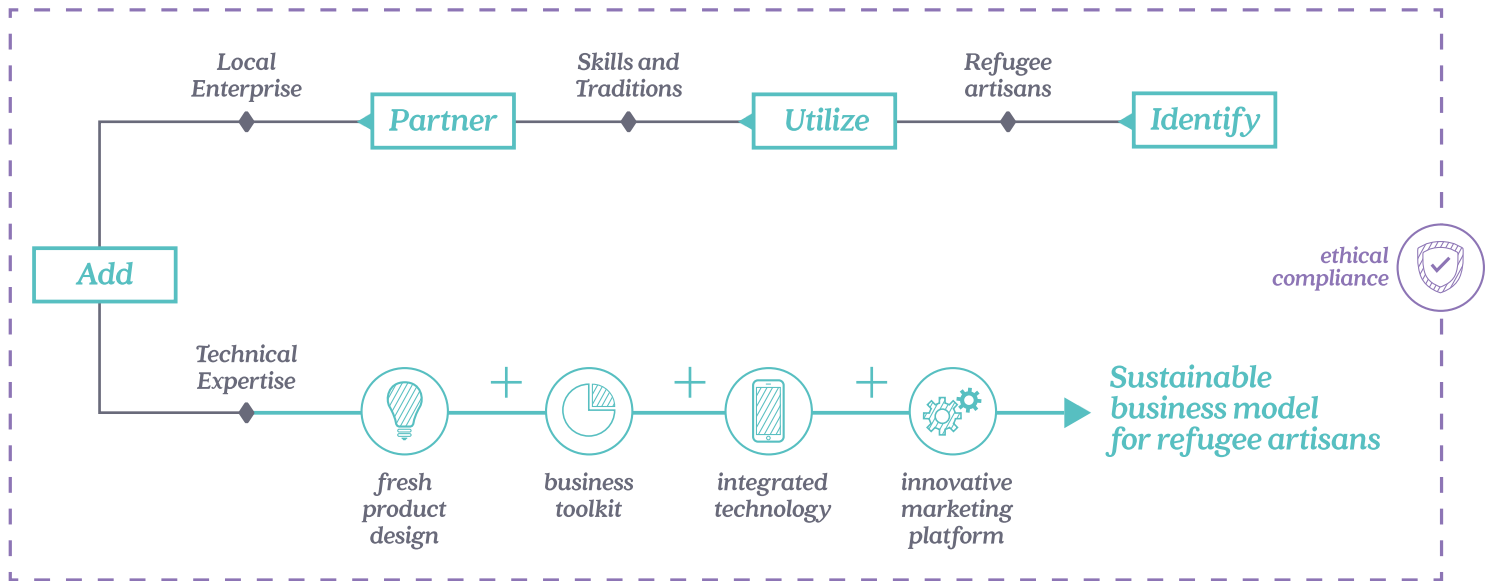 Local
Enterprise
Partner
Skills and
Traditions
Utilize
Refugee
artisans
Identify
Add
ethical
compliance
Technical
Expertise
fresh
product
design
business
toolkit
integrated
technology
innovative
marketing
platform
Sustainable
business model
for refugee artisans